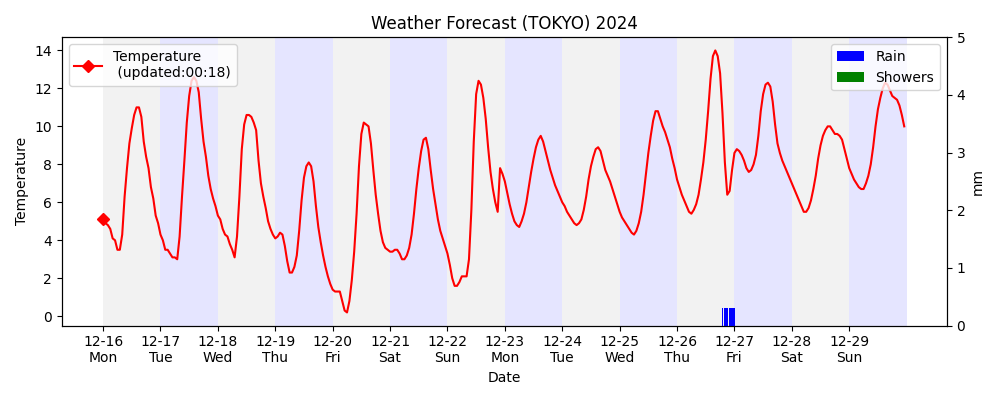 Weather Forecast (TOKYO) 2024
Temperature
(updated:00:18)
Rain
Showers
Temperature
14
12
10
8
6
4
2
0
5
4
3
2
1
0
mm
12-16 12-17 12-18 12-19 12-20 12-21 12-22 12-23 12-24 12-25 12-26 12-27 12-28 12-29
Mon Tue Wed Thu Fri Sat Sun Mon Tue Wed Thu Fri Sat Sun
Date